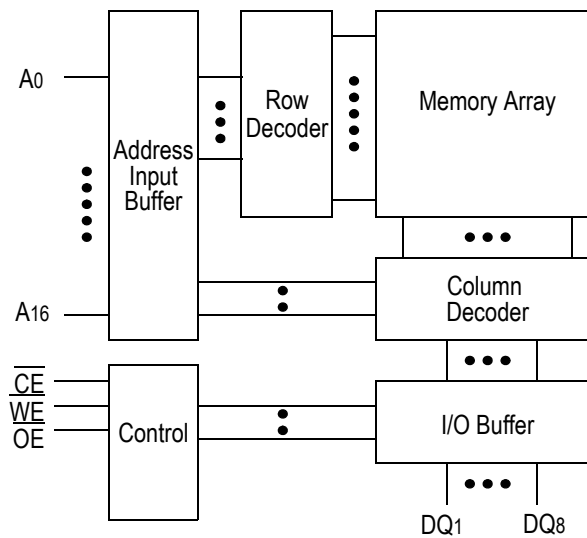 A0
A16
Address
Input
Buffer
Row
Decoder
Memory Array
Column
Decoder
CE
WE
OE
Control
I/O Buffer
DQ1
DQ8